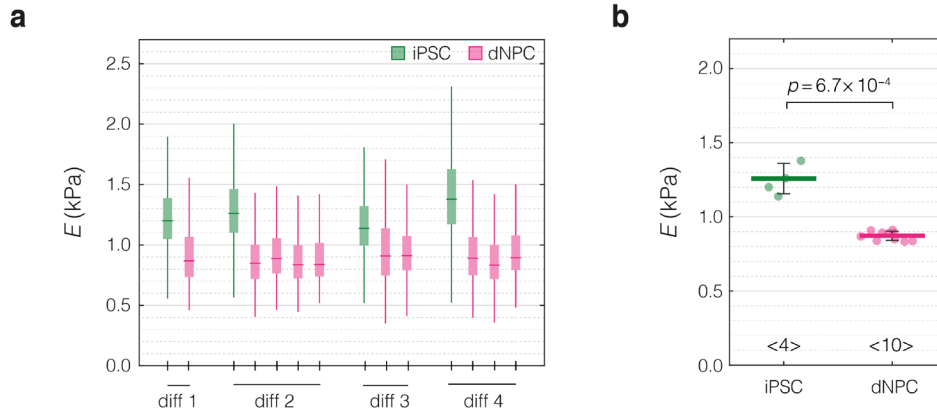 a
iPSC dNPC
2.5
2.0
1.5
1.0
0.5
0.0
E (kPa)
diff 1 diff 2 diff 3 diff 4
b
2.0
1.5
1.0
0.5
0.0
E (kPa)
p = 6.7 × 10⁻⁴
<4> <10>
iPSC dNPC